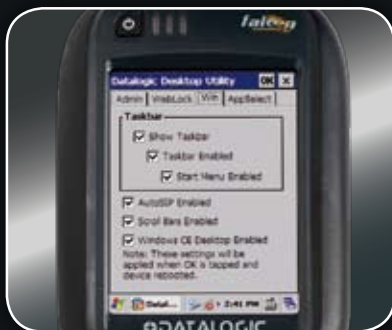 falcon
Datalogic Desktop Utility OK ×
Admin WebLock Win AppSelect
Taskbar
Show Taskbar
Taskbar Enabled
Start Menu Enabled
AutoSIP Enabled
Scroll Bars Enabled
Windows CE Desktop Enabled
Note: These settings will be
applied when OK is tapped and
device rebooted.
Datal... 2:41 PM
DATALOGIC